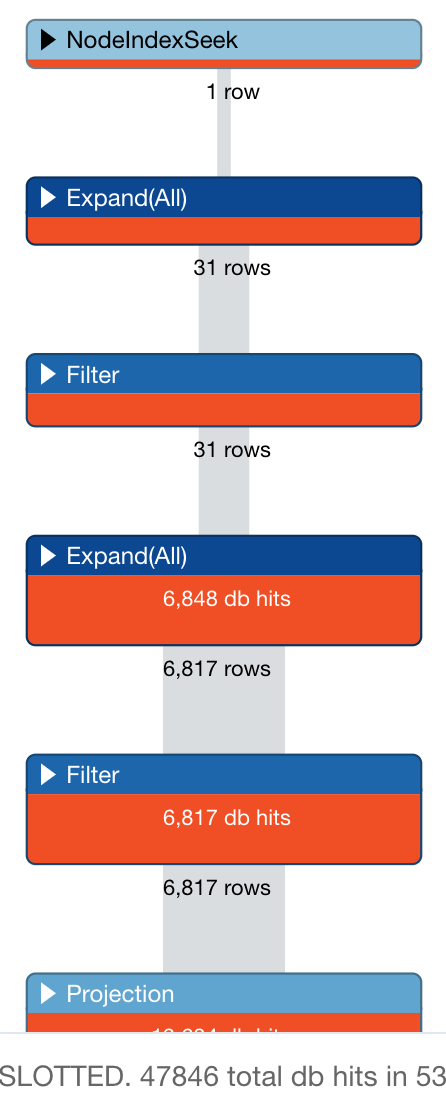 NodeIndexSeek
1 row
Expand(All)
31 rows
Filter
31 rows
Expand(All)
6,848 db hits
6,817 rows
Filter
6,817 db hits
6,817 rows
Projection
SLOTTED. 47846 total db hits in 53